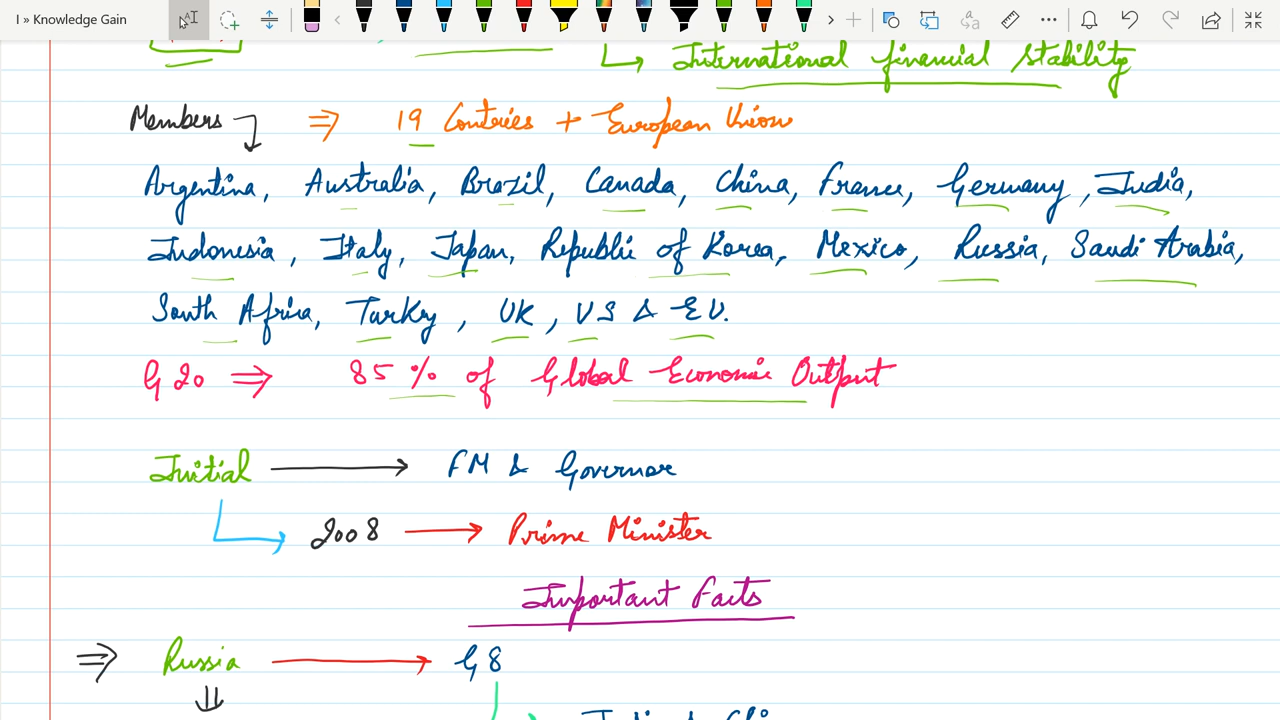 I » Knowledge Gain
International financial Stability
Members ⇒ 19 Contries + European Union
Argentina, Australia, Brazil, Canada, China, France, Germany, India,
Indonesia, Italy, Japan, Republic of Korea, Mexico, Russia, Saudi Arabia,
South Africa, Turkry, UK, US & EU.
G20 ⇒ 85% of Global Economic Output
Initial → FM & Governor
2008 → Prime Minister
Important Facts
⇒ Russia → G8